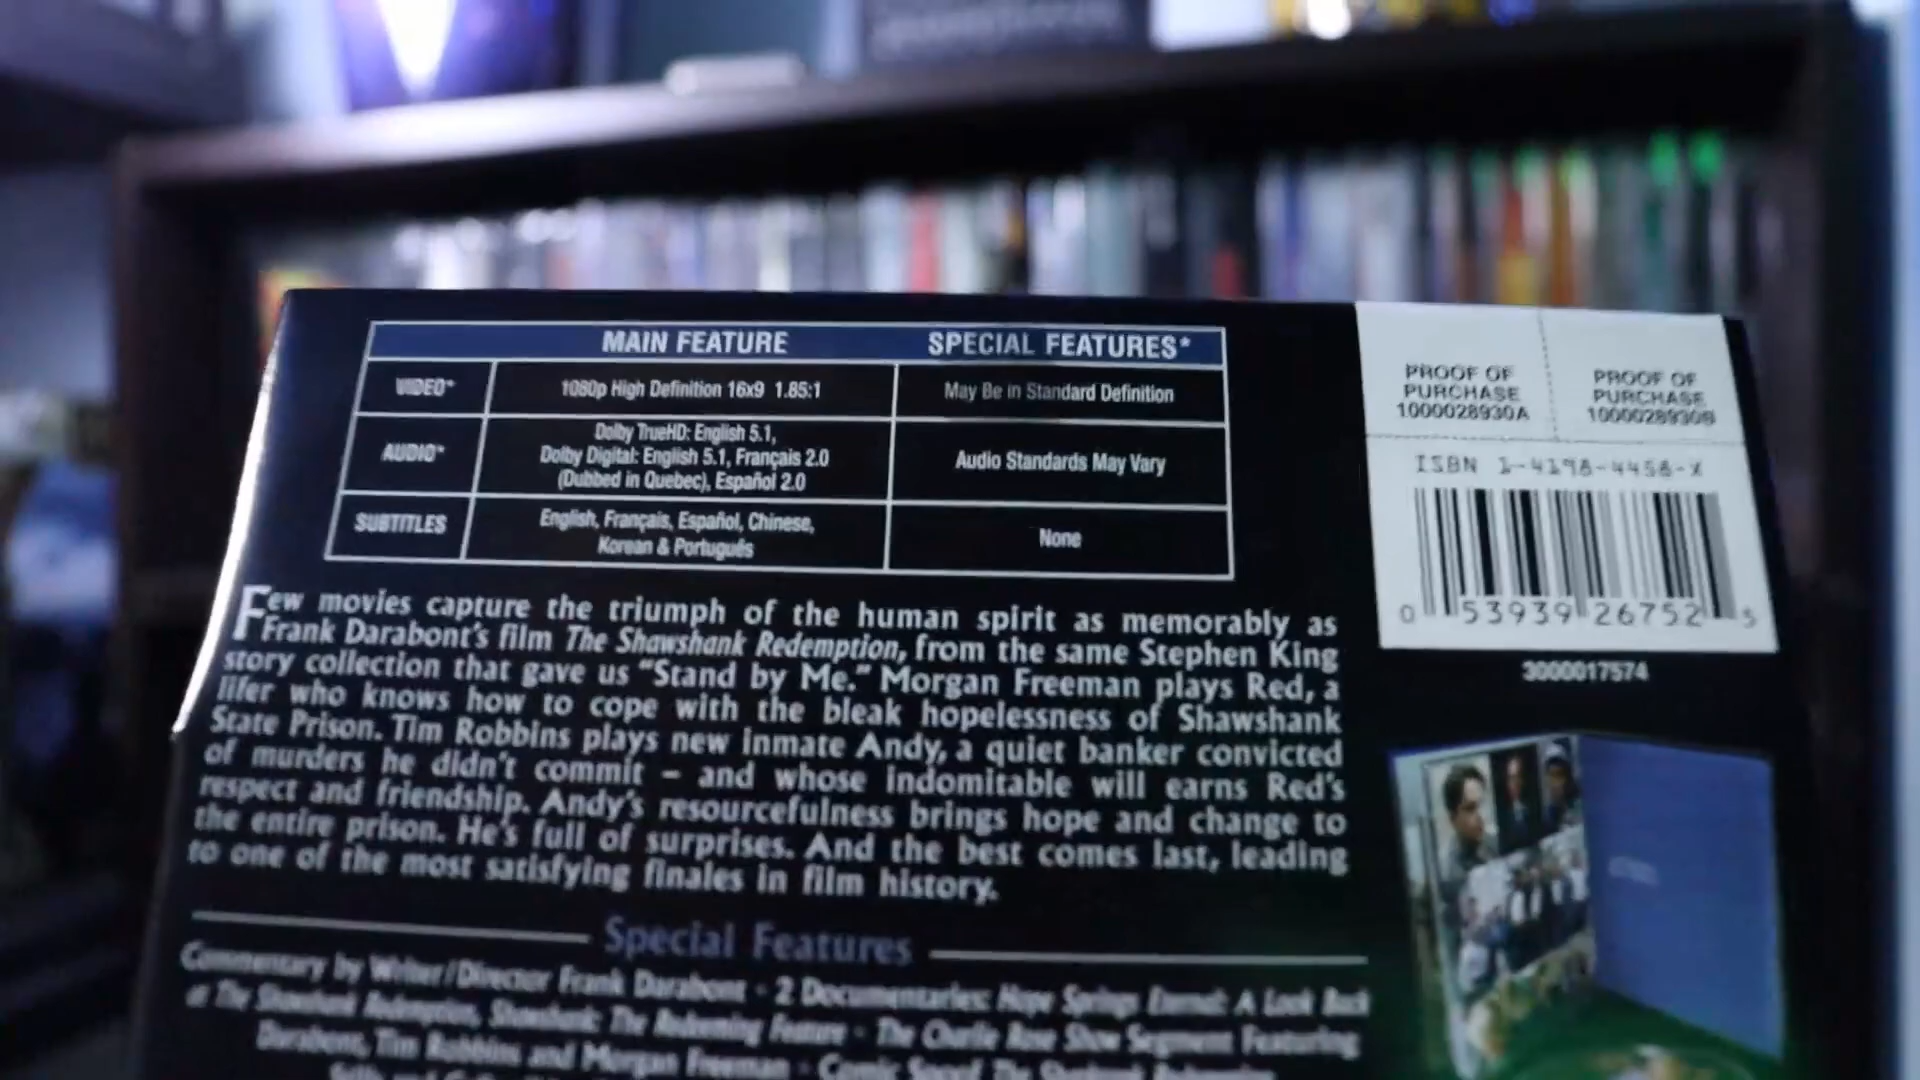 MAIN FEATURE SPECIAL FEATURES*
VIDEO* 1080p High Definition 16x9 1.85:1 May Be in Standard Definition
AUDIO* Dolby TrueHD: English 5.1,
Dolby Digital: English 5.1, Français 2.0
(Dubbed in Quebec), Español 2.0
Audio Standards May Vary
SUBTITLES English, Français, Español, Chinese,
Korean & Português
None
PROOF OF
PURCHASE
1000028930A
PROOF OF
PURCHASE
1000028930B
ISBN 1-4198-4458-X
0 53939 26752 5
3000017574
Few movies capture the triumph of the human spirit as memorably as
Frank Darabont's film The Shawshank Redemption, from the same Stephen King
story collection that gave us "Stand by Me." Morgan Freeman plays Red, a
lifer who knows how to cope with the bleak hopelessness of Shawshank
State Prison. Tim Robbins plays new inmate Andy, a quiet banker convicted
of murders he didn't commit – and whose indomitable will earns Red's
respect and friendship. Andy's resourcefulness brings hope and change to
the entire prison. He's full of surprises. And the best comes last, leading
to one of the most satisfying finales in film history.
Special Features
Commentary by Writer/Director Frank Darabont · 2 Documentaries: Hope Springs Eternal: A Look Back
at The Shawshank Redemption, Shawshank: The Redeeming Feature · The Charlie Rose Show Segment Featuring
Darabont, Tim Robbins and Morgan Freeman · Comic Spoof The